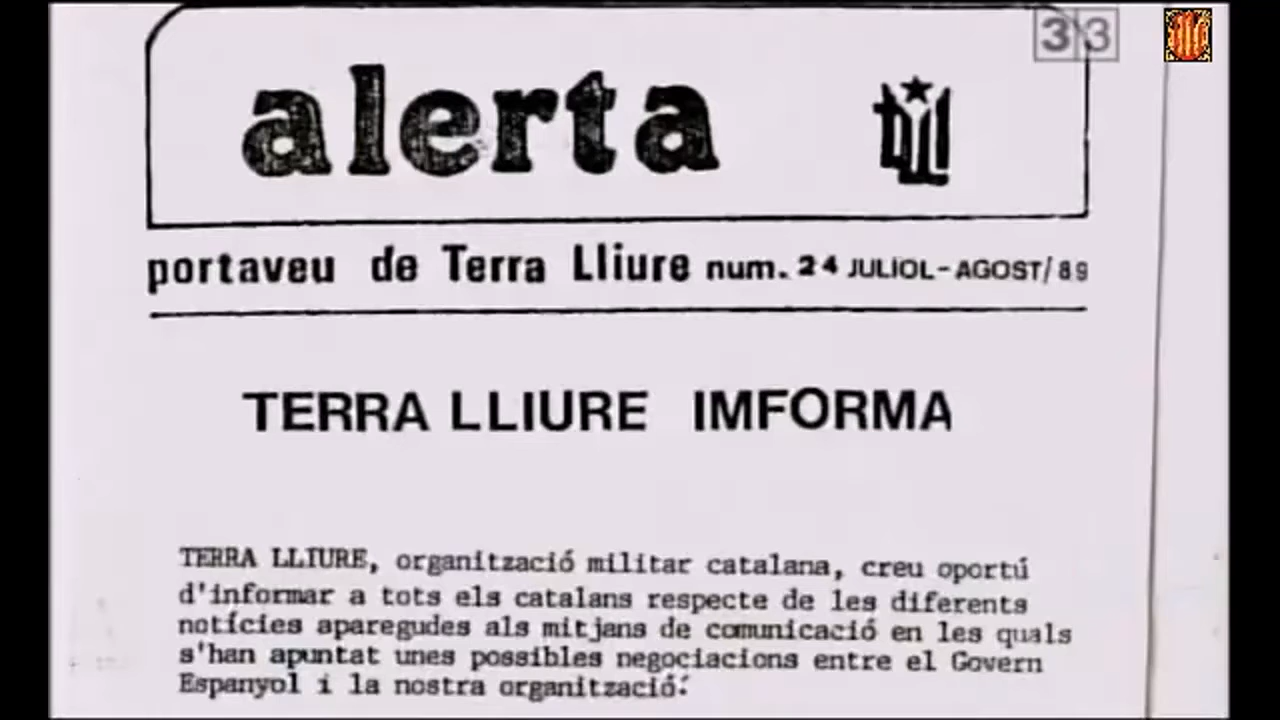 33
alerta
portaveu de Terra Lliure num. 24 JULIOL-AGOST/89
TERRA LLIURE IMFORMA
TERRA LLIURE, organització militar catalana, creu oportú
d'informar a tots els catalans respecte de les diferents
notícies aparegudes als mitjans de comunicació en les quals
s'han apuntat unes possibles negociacions entre el Govern
Espanyol i la nostra organització: